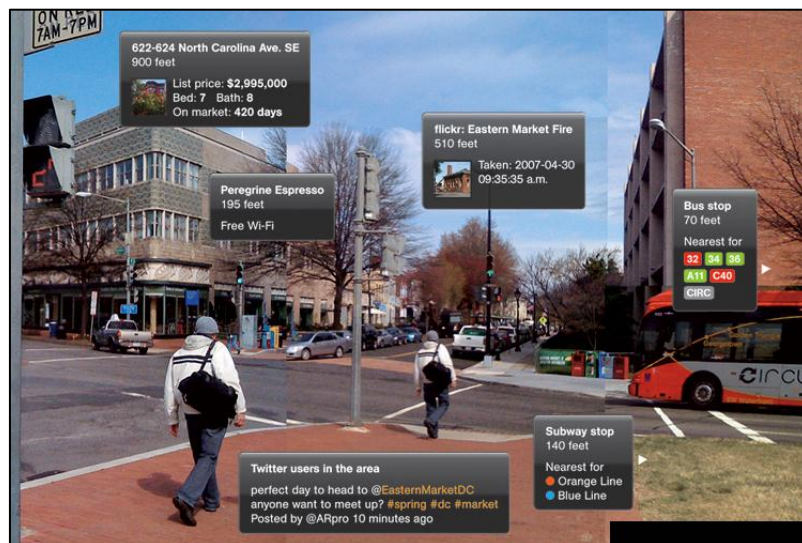 ON RED
7AM-7PM
622-624 North Carolina Ave. SE
900 feet
List price: $2,995,000
Bed: 7 Bath: 8
On market: 420 days
flickr: Eastern Market Fire
510 feet
Taken: 2007-04-30
09:35:35 a.m.
Peregrine Espresso
195 feet
Free Wi-Fi
Bus stop
70 feet
Nearest for
32 34 36
A11 C40
CIRC
Subway stop
140 feet
Nearest for
Orange Line
Blue Line
Twitter users in the area
perfect day to head to @EasternMarketDC
anyone want to meet up? #spring #dc #market
Posted by @ARpro 10 minutes ago